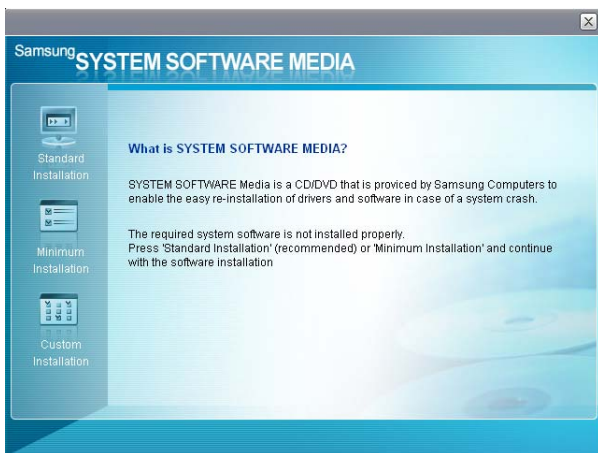 Samsung SYSTEM SOFTWARE MEDIA
Standard
Installation
Minimum
Installation
Custom
Installation
What is SYSTEM SOFTWARE MEDIA?
SYSTEM SOFTWARE Media is a CD/DVD that is proviced by Samsung Computers to
enable the easy re-installation of drivers and software in case of a system crash.
The required system software is not installed properly.
Press 'Standard Installation' (recommended) or 'Minimum Installation' and continue
with the software installation